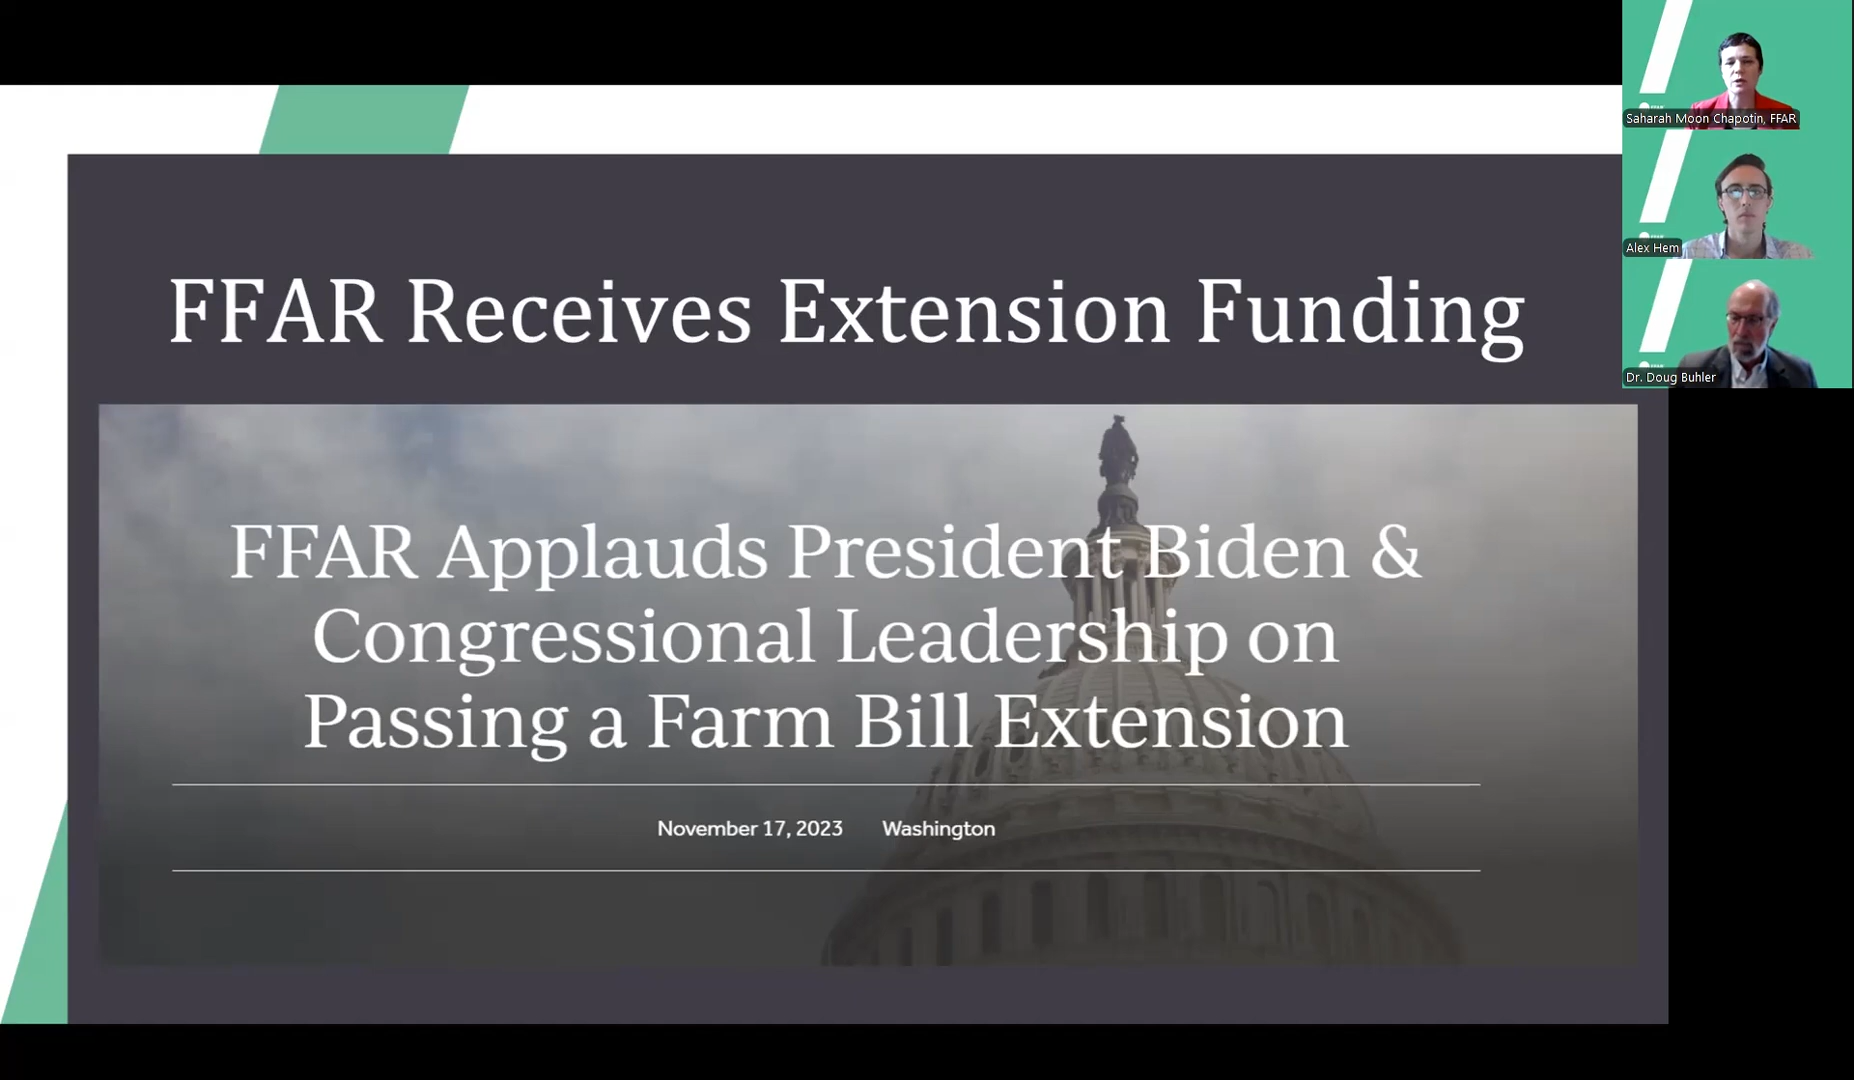 FFAR Receives Extension Funding
FFAR Applauds President Biden &
Congressional Leadership on
Passing a Farm Bill Extension
November 17, 2023 Washington
Saharah Moon Chapotin, FFAR
Alex Hem
Dr. Doug Buhler